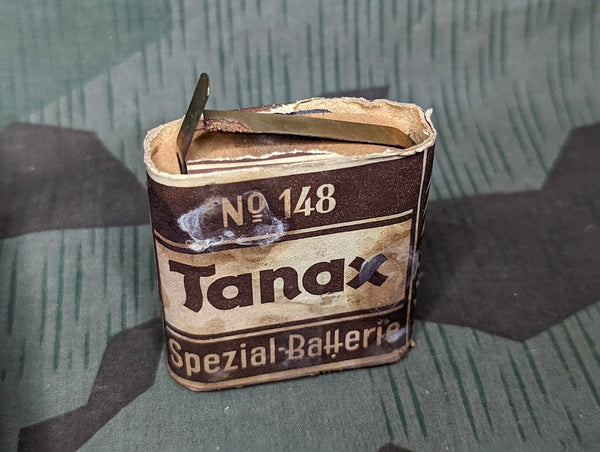 Nº 148
Tanax
Spezial-Batterie